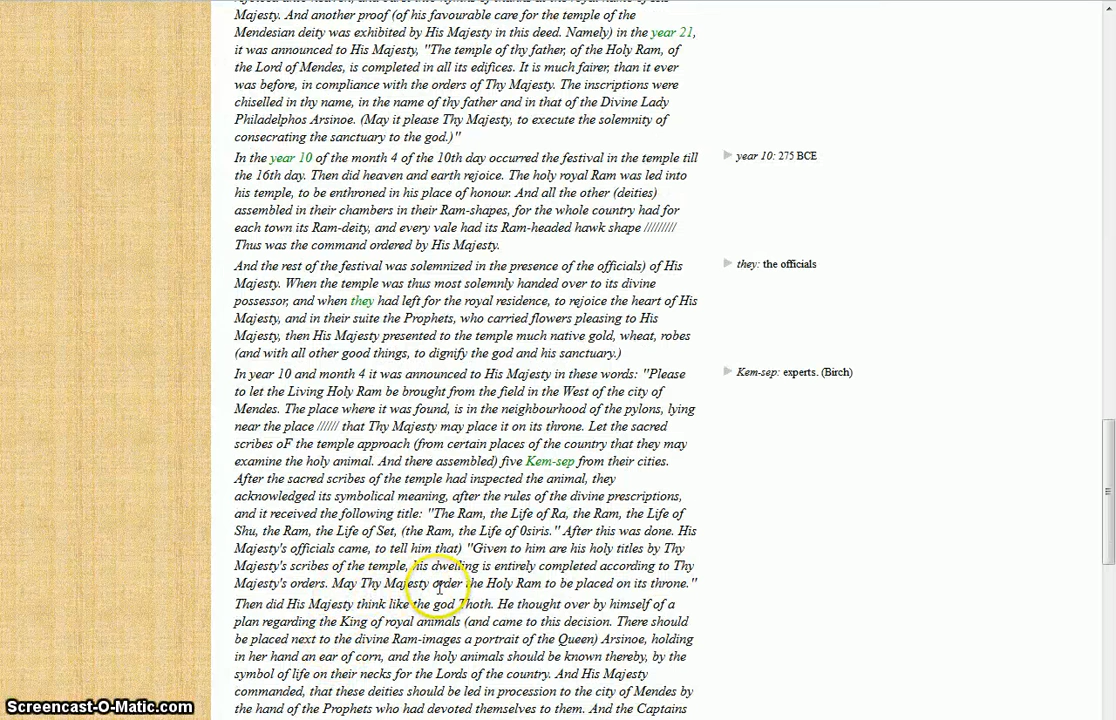 Majesty. And another proof (of his favourable care for the temple of the
Mendesian deity was exhibited by His Majesty in this deed. Namely) in the year 21,
it was announced to His Majesty, "The temple of thy father, of the Holy Ram, of
the Lord of Mendes, is completed in all its edifices. It is much fairer, than it ever
was before, in compliance with the orders of Thy Majesty. The inscriptions were
chiselled in thy name, in the name of thy father and in that of the Divine Lady
Philadelphos Arsinoe. (May it please Thy Majesty, to execute the solemnity of
consecrating the sanctuary to the god.)"
In the year 10 of the month 4 of the 10th day occurred the festival in the temple till
the 16th day. Then did heaven and earth rejoice. The holy royal Ram was led into
his temple, to be enthroned in his place of honour. And all the other (deities)
assembled in their chambers in their Ram-shapes, for the whole country had for
each town its Ram-deity, and every vale had its Ram-headed hawk shape /////////
Thus was the command ordered by His Majesty.
year 10: 275 BCE
And the rest of the festival was solemnized in the presence of the officials) of His
Majesty. When the temple was thus most solemnly handed over to its divine
possessor, and when they had left for the royal residence, to rejoice the heart of His
Majesty, and in their suite the Prophets, who carried flowers pleasing to His
Majesty, then His Majesty presented to the temple much native gold, wheat, robes
(and with all other good things, to dignify the god and his sanctuary.)
they: the officials
In year 10 and month 4 it was announced to His Majesty in these words: "Please
to let the Living Holy Ram be brought from the field in the West of the city of
Mendes. The place where it was found, is in the neighbourhood of the pylons, lying
near the place ////// that Thy Majesty may place it on its throne. Let the sacred
scribes oF the temple approach (from certain places of the country that they may
examine the holy animal. And there assembled) five Kem-sep from their cities.
After the sacred scribes of the temple had inspected the animal, they
acknowledged its symbolical meaning, after the rules of the divine prescriptions,
and it received the following title: "The Ram, the Life of Ra, the Ram, the Life of
Shu, the Ram, the Life of Set, (the Ram, the Life of 0siris." After this was done. His
Majesty's officials came, to tell him that) "Given to him are his holy titles by Thy
Majesty's scribes of the temple, his dwelling is entirely completed according to Thy
Majesty's orders. May Thy Majesty order the Holy Ram to be placed on its throne."
Kem-sep: experts. (Birch)
Then did His Majesty think like the god Thoth. He thought over by himself of a
plan regarding the King of royal animals (and came to this decision. There should
be placed next to the divine Ram-images a portrait of the Queen) Arsinoe, holding
in her hand an ear of corn, and the holy animals should be known thereby, by the
symbol of life on their necks for the Lords of the country. And His Majesty
commanded, that these deities should be led in procession to the city of Mendes by
the hand of the Prophets who had devoted themselves to them. And the Captains
Screencast-O-Matic.com